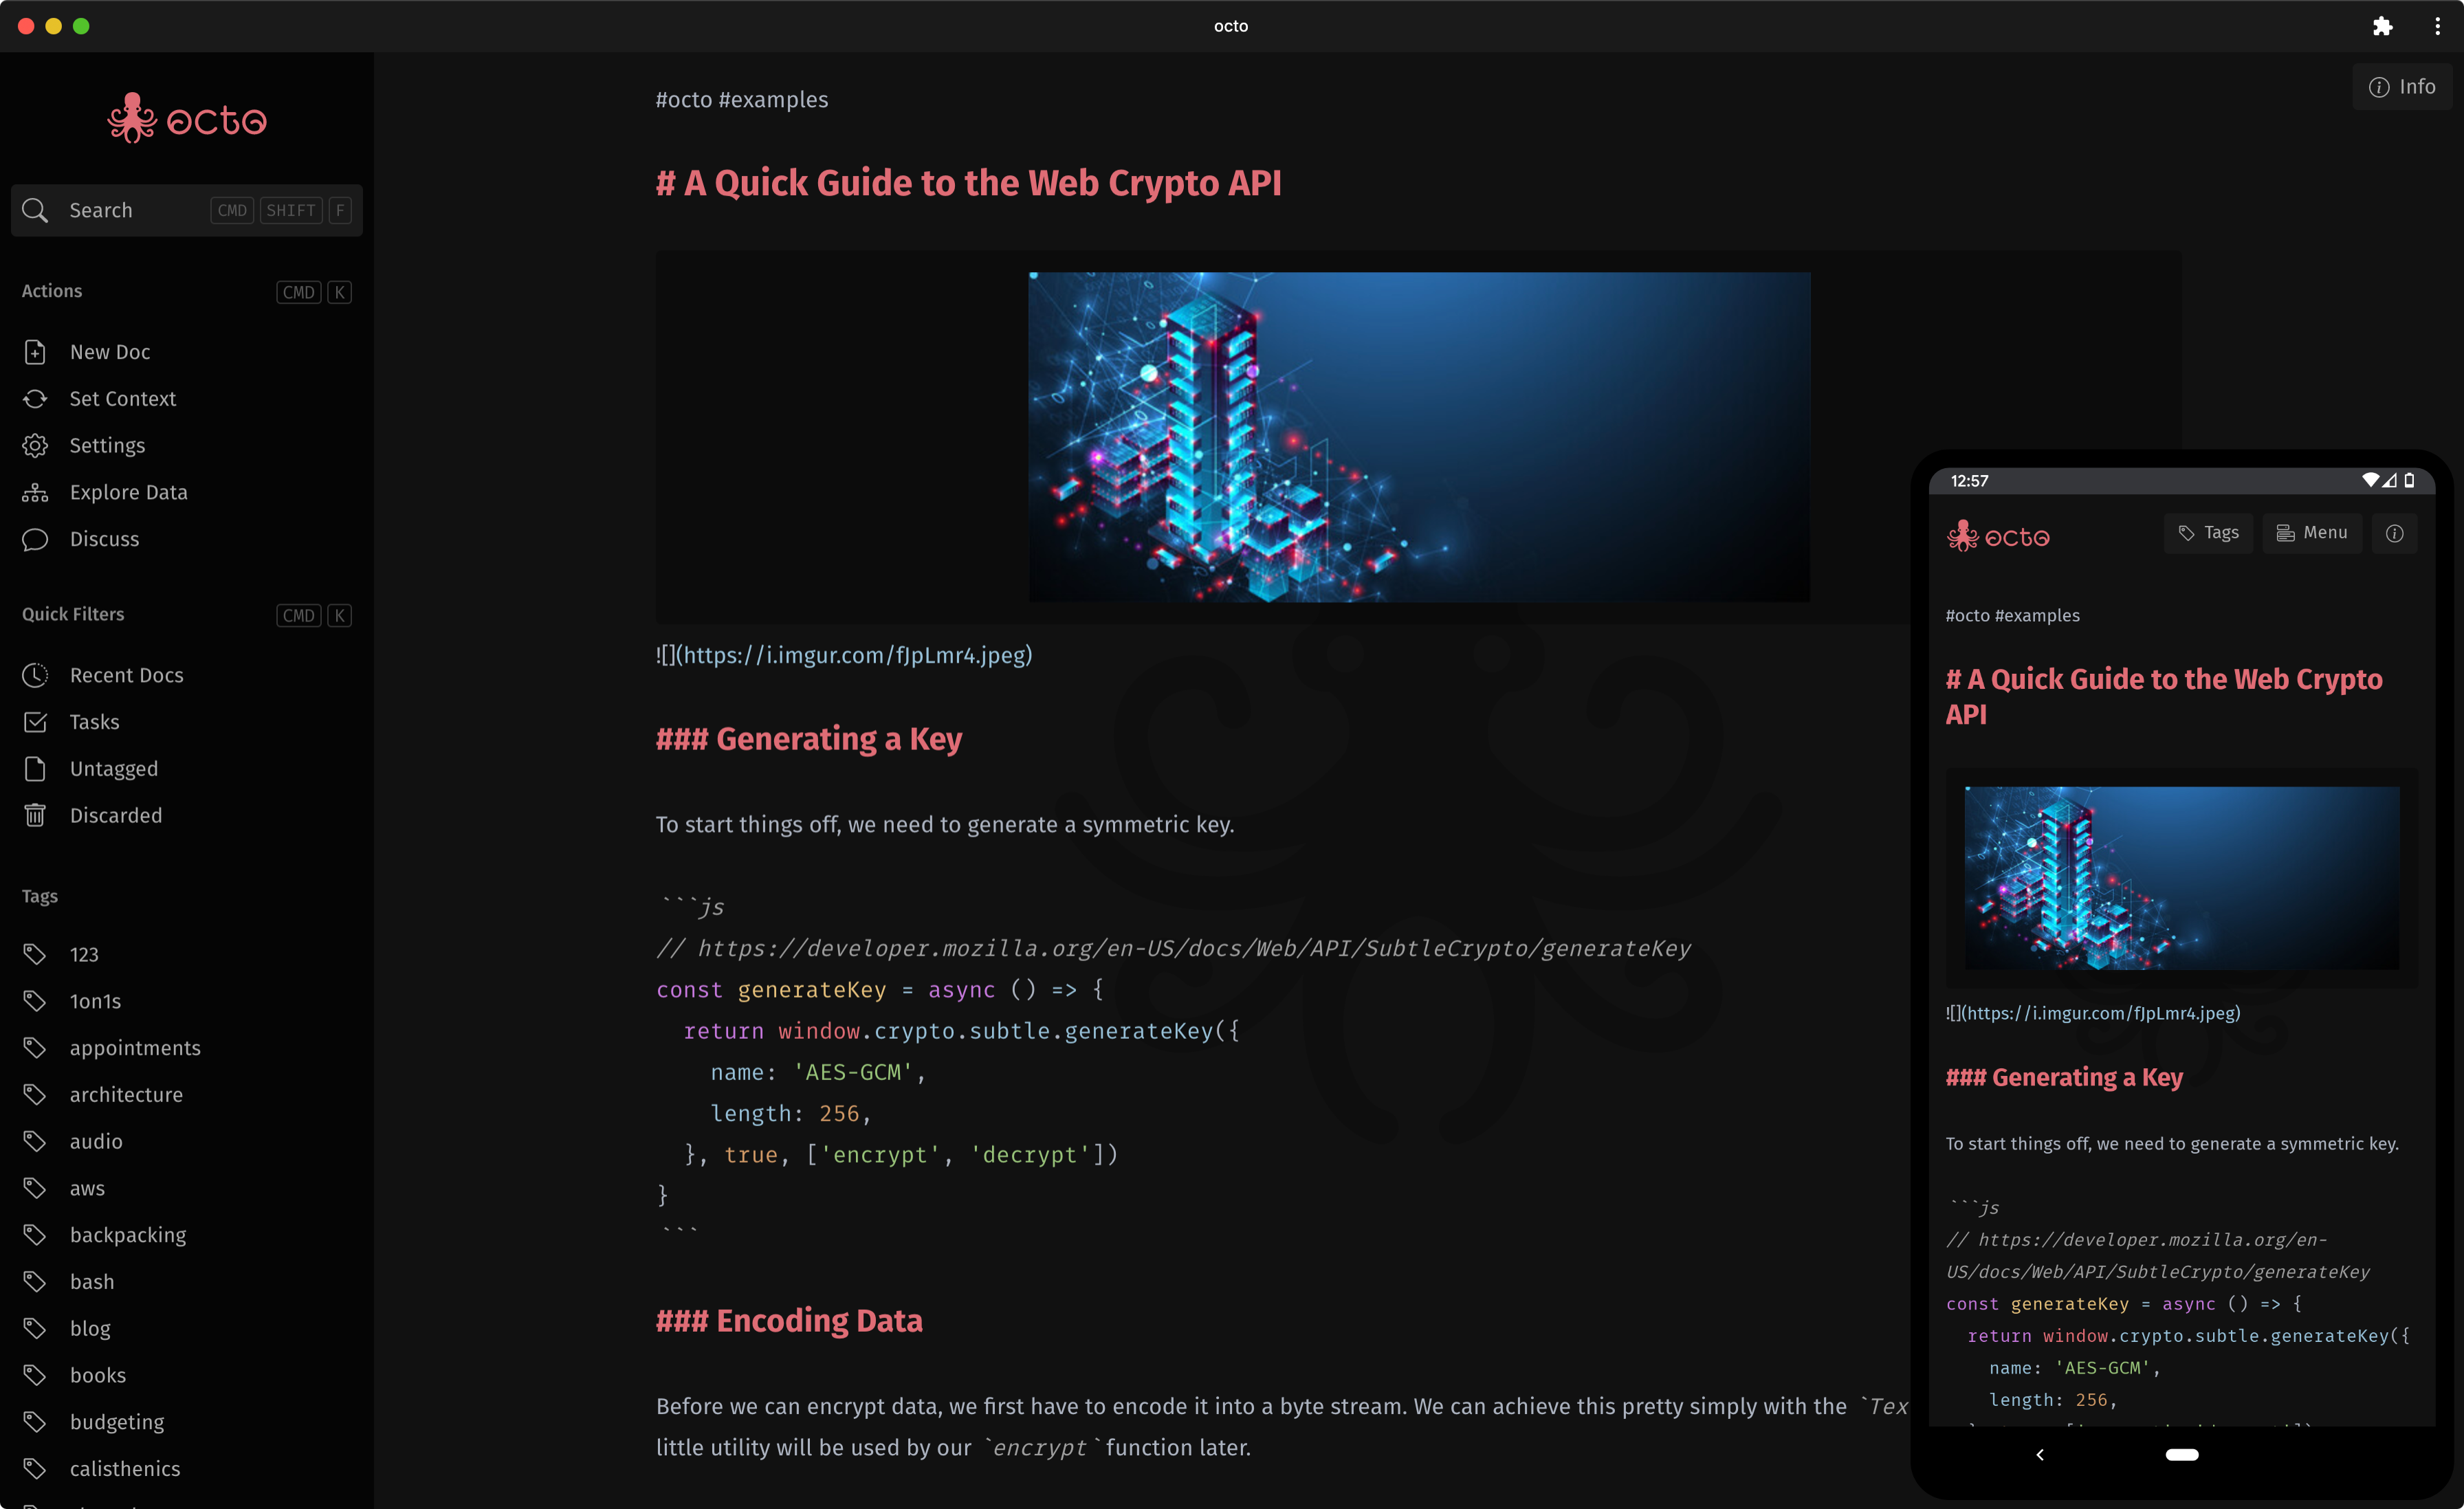 octo
octo
Search CMD SHIFT F
Actions CMD K
New Doc
Set Context
Settings
Explore Data
Discuss
Quick Filters CMD K
Recent Docs
Tasks
Untagged
Discarded
Tags
123
1on1s
appointments
architecture
audio
aws
backpacking
bash
blog
books
budgeting
calisthenics
Info
#octo #examples
# A Quick Guide to the Web Crypto API
![](https://i.imgur.com/fJpLmr4.jpeg)
### Generating a Key
To start things off, we need to generate a symmetric key.
```js
// https://developer.mozilla.org/en-US/docs/Web/API/SubtleCrypto/generateKey
const generateKey = async () => {
  return window.crypto.subtle.generateKey({
    name: 'AES-GCM',
    length: 256,
  }, true, ['encrypt', 'decrypt'])
}
```
### Encoding Data
Before we can encrypt data, we first have to encode it into a byte stream. We can achieve this pretty simply with the `Tex
little utility will be used by our `encrypt` function later.
12:57
octo Tags Menu
#octo #examples
# A Quick Guide to the Web Crypto
API
![](https://i.imgur.com/fJpLmr4.jpeg)
### Generating a Key
To start things off, we need to generate a symmetric key.
```js
// https://developer.mozilla.org/en-
US/docs/Web/API/SubtleCrypto/generateKey
const generateKey = async () => {
  return window.crypto.subtle.generateKey({
    name: 'AES-GCM',
    length: 256,